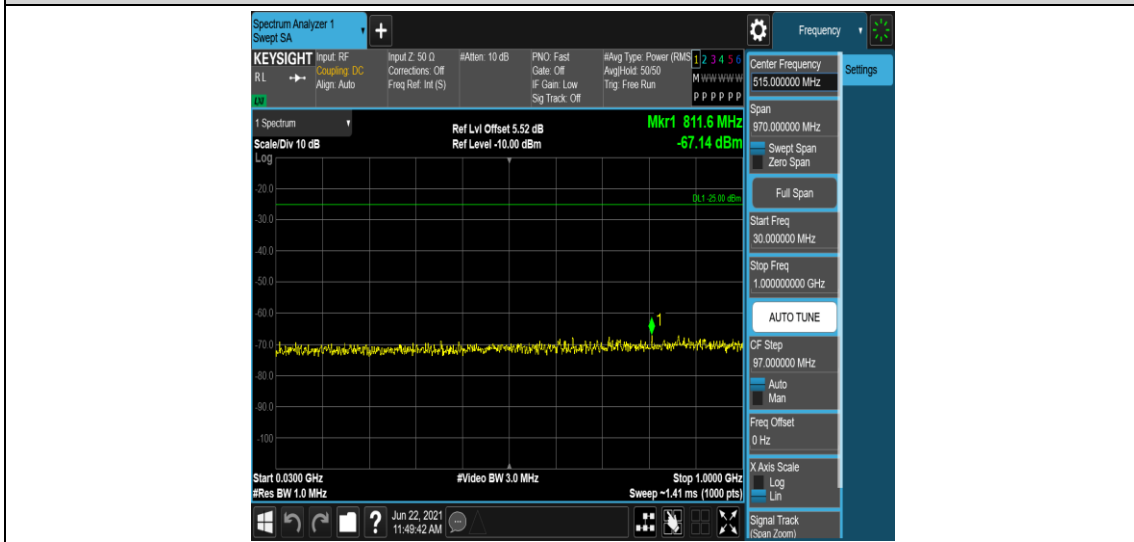 Spectrum Analyzer 1
Swept SA
+
Frequency
KEYSIGHT
RL
LXI
Input: RF
Coupling: DC
Align: Auto
Input Z: 50 Ω
Corrections: Off
Freq Ref: Int (S)
#Atten: 10 dB
PNO: Fast
Gate: Off
IF Gain: Low
Sig Track: Off
#Avg Type: Power (RMS
Avg|Hold: 50/50
Trig: Free Run
1 2 3 4 5 6
M W W W W W
P P P P P P
Center Frequency
515.000000 MHz
Settings
1 Spectrum
Scale/Div 10 dB
Log
Ref Lvl Offset 5.52 dB
Ref Level -10.00 dBm
Mkr1 811.6 MHz
-67.14 dBm
Span
970.000000 MHz
Swept Span
Zero Span
Full Span
-20.0
DL1 -25.00 dBm
-30.0
-40.0
-50.0
-60.0
1
-70.0
-80.0
-90.0
-100
Start Freq
30.000000 MHz
Stop Freq
1.000000000 GHz
AUTO TUNE
CF Step
97.000000 MHz
Auto
Man
Freq Offset
0 Hz
X Axis Scale
Log
Lin
Signal Track
(Span Zoom)
Start 0.0300 GHz
#Res BW 1.0 MHz
#Video BW 3.0 MHz
Stop 1.0000 GHz
Sweep ~1.41 ms (1000 pts)
?
Jun 22, 2021
11:49:42 AM